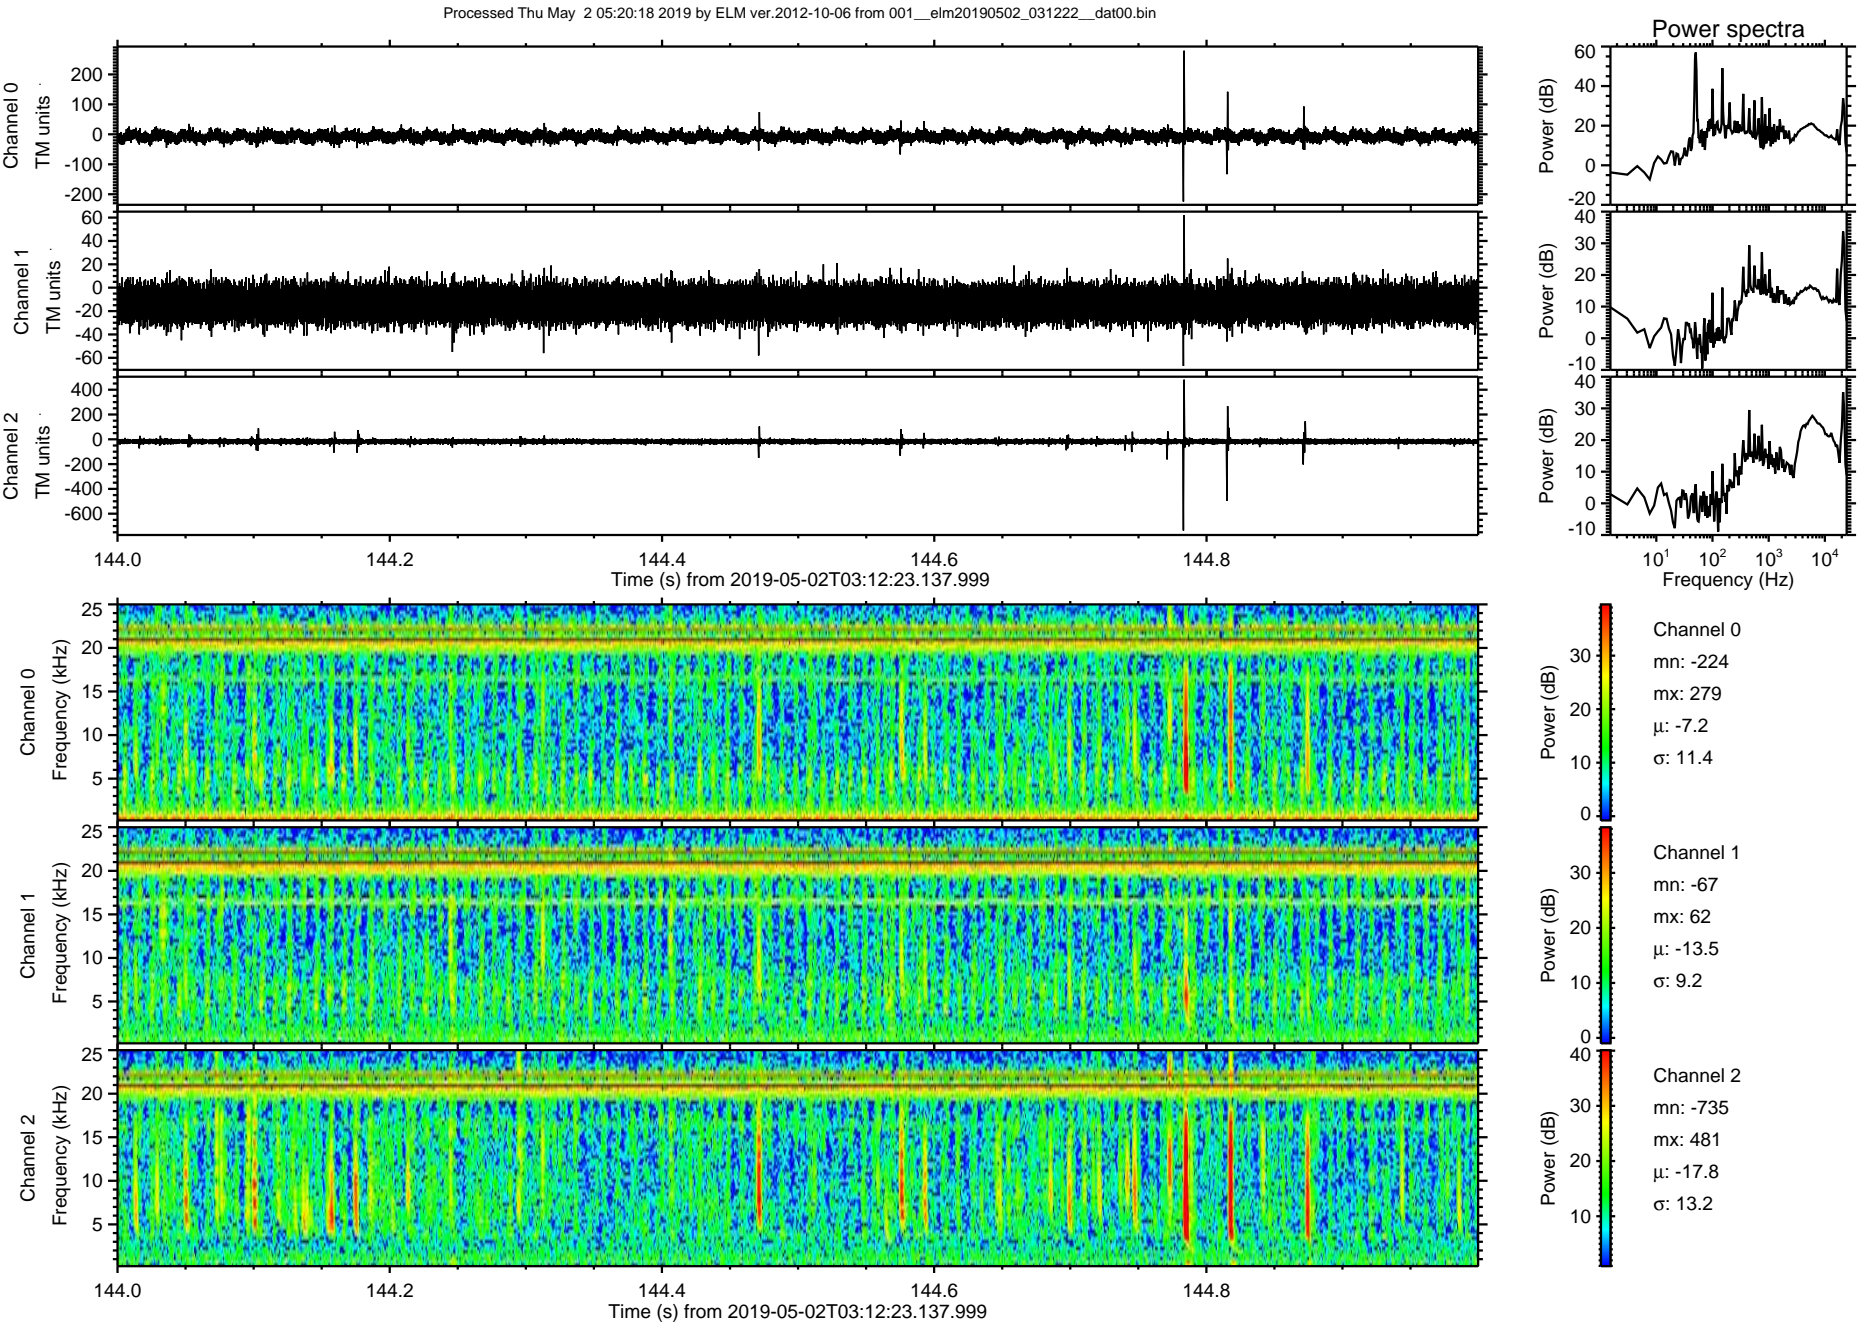 Processed Thu May  2 05:20:18 2019 by ELM ver.2012-10-06 from 001__elm20190502_031222__dat00.bin
Power spectra
Channel 0
TM units
200
100
0
-100
-200
Power (dB)
60
40
20
0
-20
Channel 1
TM units
60
40
20
0
-20
-40
-60
Power (dB)
40
30
20
10
0
-10
Channel 2
TM units
400
200
0
-200
-400
-600
Power (dB)
40
30
20
10
0
-10
144.0 144.2 144.4 144.6 144.8
Time (s) from 2019-05-02T03:12:23.137.999
10¹ 10² 10³ 10⁴
Frequency (Hz)
Channel 0
Frequency (kHz)
25
20
15
10
5
Power (dB)
30
20
10
0
Channel 0
mn: -224
mx: 279
μ: -7.2
σ: 11.4
Channel 1
Frequency (kHz)
25
20
15
10
5
Power (dB)
30
20
10
0
Channel 1
mn: -67
mx: 62
μ: -13.5
σ: 9.2
Channel 2
Frequency (kHz)
25
20
15
10
5
Power (dB)
40
30
20
10
Channel 2
mn: -735
mx: 481
μ: -17.8
σ: 13.2
144.0 144.2 144.4 144.6 144.8
Time (s) from 2019-05-02T03:12:23.137.999